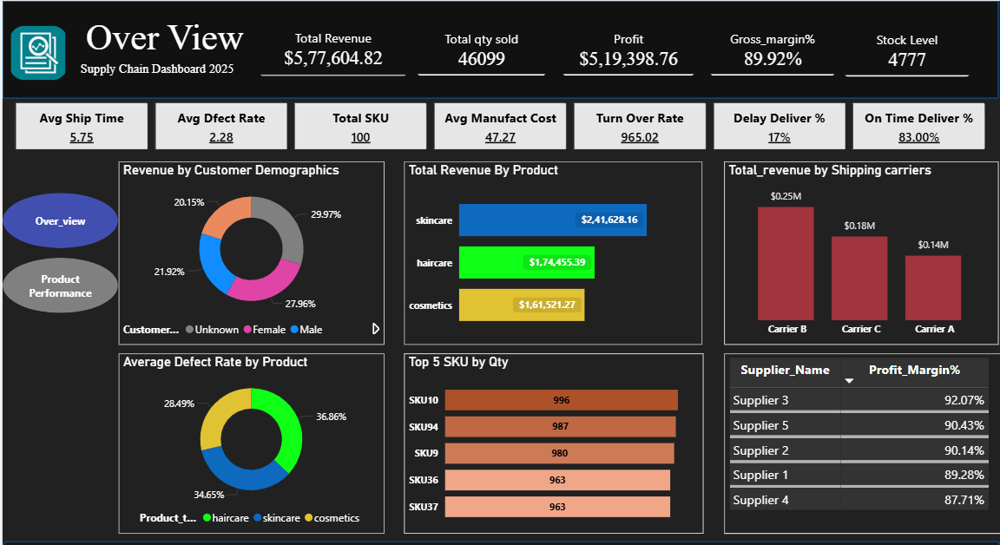 Over View
Supply Chain Dashboard 2025
Total Revenue
$5,77,604.82
Total qty sold
46099
Profit
$5,19,398.76
Gross_margin%
89.92%
Stock Level
4777
Avg Ship Time
5.75
Avg Dfect Rate
2.28
Total SKU
100
Avg Manufact Cost
47.27
Turn Over Rate
965.02
Delay Deliver %
17%
On Time Deliver %
83.00%
Over_view
Product
Performance
Revenue by Customer Demographics
20.15%
29.97%
21.92%
27.96%
Customer... Unknown Female Male
Total Revenue By Product
skincare $2,41,628.16
haircare $1,74,455.39
cosmetics $1,61,521.27
Total_revenue by Shipping carriers
$0.25M
$0.18M
$0.14M
Carrier B Carrier C Carrier A
Average Defect Rate by Product
28.49%
36.86%
34.65%
Product_t... haircare skincare cosmetics
Top 5 SKU by Qty
SKU10 996
SKU94 987
SKU9 980
SKU36 963
SKU37 963
Supplier_Name Profit_Margin%
Supplier 3 92.07%
Supplier 5 90.43%
Supplier 2 90.14%
Supplier 1 89.28%
Supplier 4 87.71%